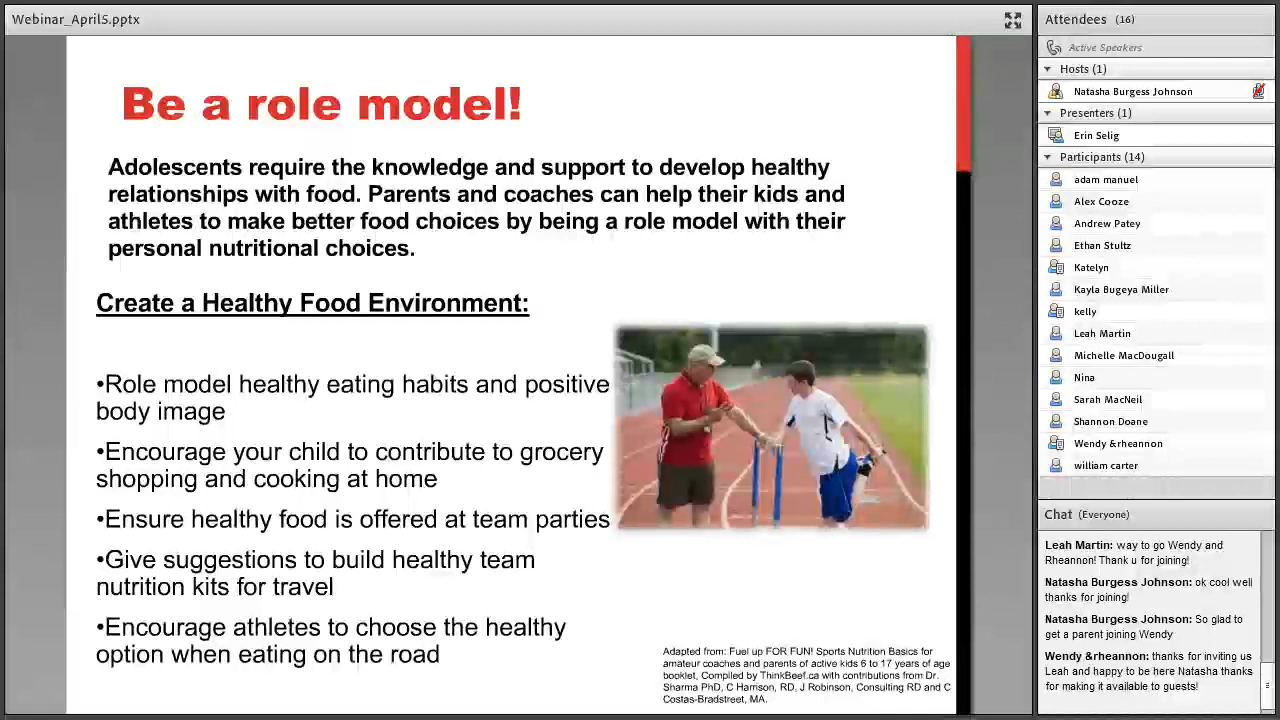 Webinar_April5.pptx
Be a role model!
Adolescents require the knowledge and support to develop healthy
relationships with food. Parents and coaches can help their kids and
athletes to make better food choices by being a role model with their
personal nutritional choices.
Create a Healthy Food Environment:
•Role model healthy eating habits and positive
body image
•Encourage your child to contribute to grocery
shopping and cooking at home
•Ensure healthy food is offered at team parties
•Give suggestions to build healthy team
nutrition kits for travel
•Encourage athletes to choose the healthy
option when eating on the road
Adapted from: Fuel up FOR FUN! Sports Nutrition Basics for
amateur coaches and parents of active kids 6 to 17 years of age
booklet, Compiled by ThinkBeef.ca with contributions from Dr.
Sharma PhD, C Harrison, RD, J Robinson, Consulting RD and C
Costas-Bradstreet, MA.
Attendees (16)
Active Speakers
Hosts (1)
Natasha Burgess Johnson
Presenters (1)
Erin Selig
Participants (14)
adam manuel
Alex Cooze
Andrew Patey
Ethan Stultz
Katelyn
Kayla Bugeya Miller
kelly
Leah Martin
Michelle MacDougall
Nina
Sarah MacNeil
Shannon Doane
Wendy &rheannon
william carter
Chat (Everyone)
Leah Martin: way to go Wendy and
Rheannon! Thank u for joining!
Natasha Burgess Johnson: ok cool well
thanks for joining!
Natasha Burgess Johnson: So glad to
get a parent joining Wendy
Wendy &rheannon: thanks for inviting us
Leah and happy to be here Natasha thanks
for making it available to guests!